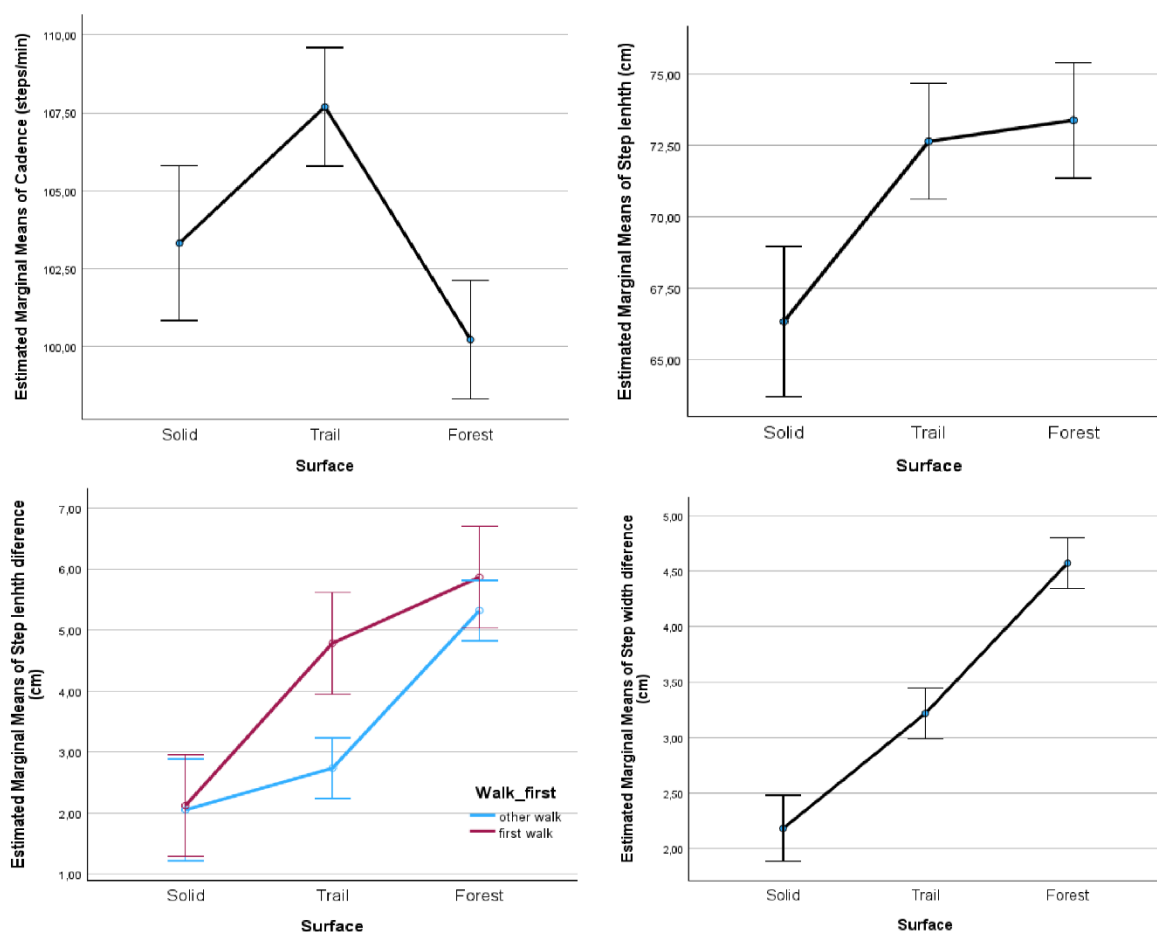 Estimated Marginal Means of Cadence (steps/min)
110,00
107,50
105,00
102,50
100,00
Solid Trail Forest
Surface
Estimated Marginal Means of Step lenhth (cm)
75,00
72,50
70,00
67,50
65,00
Solid Trail Forest
Surface
Estimated Marginal Means of Step lenhth diference
(cm)
7,00
6,00
5,00
4,00
3,00
2,00
1,00
Walk_first
other walk
first walk
Solid Trail Forest
Surface
Estimated Marginal Means of Step width diference
(cm)
5,00
4,50
4,00
3,50
3,00
2,50
2,00
Solid Trail Forest
Surface